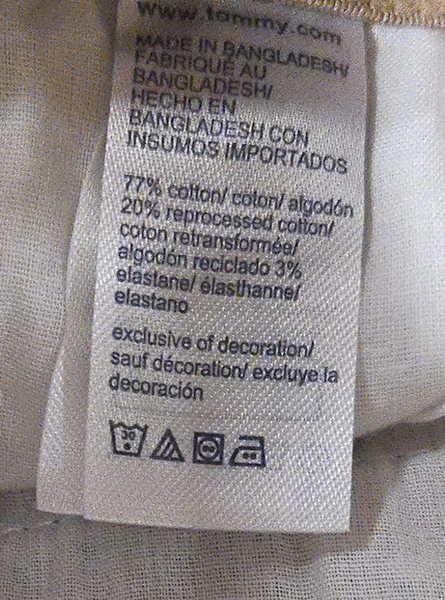 www.tommy.com
MADE IN BANGLADESH/
FABRIQUÉ AU
BANGLADESH/
HECHO EN
BANGLADESH CON
INSUMOS IMPORTADOS
77% cotton/ coton/ algodón
20% reprocessed cotton/
coton retransformée/
algodón reciclado 3%
elastane/ élasthanne/
elastano
exclusive of decoration/
sauf décoration/ excluye la
decoración
30